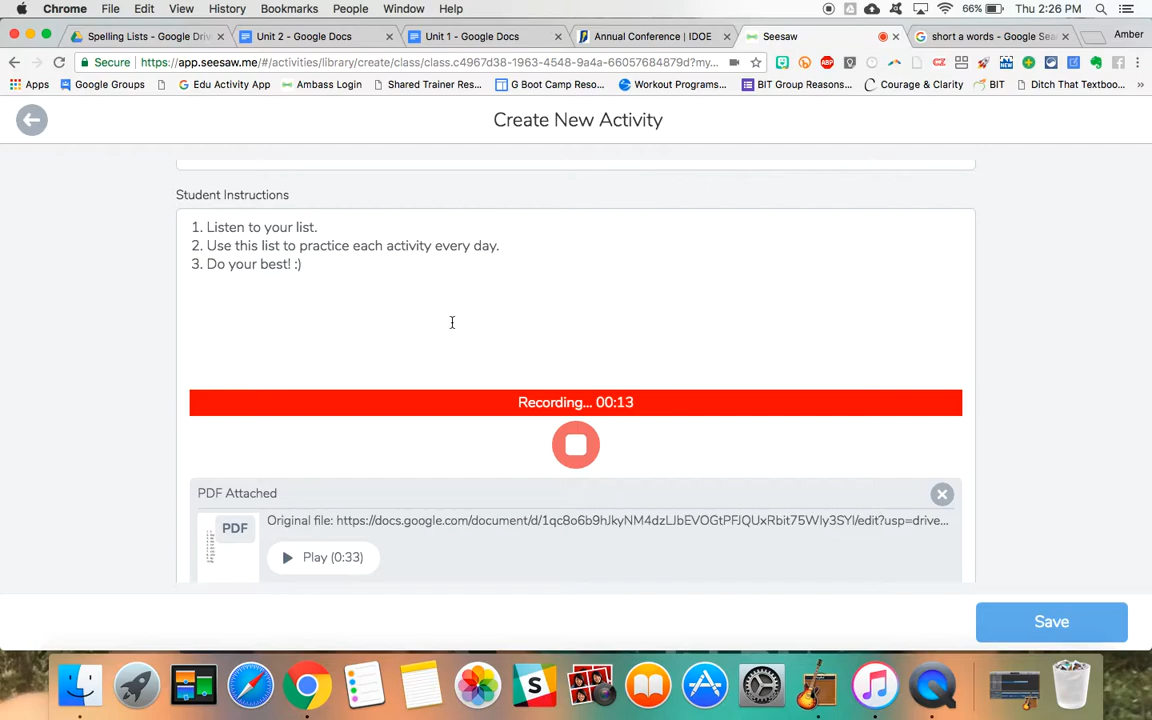 Chrome File Edit View History Bookmarks People Window Help 66% Thu 2:26 PM
Spelling Lists - Google Driv Unit 2 - Google Docs Unit 1 - Google Docs Annual Conference | IDOE Seesaw short a words - Google Sea Amber
Secure https://app.seesaw.me/#/activities/library/create/class/class.c4967d38-1963-4548-9a4a-66057684879d?my...
Apps Google Groups Edu Activity App Ambass Login Shared Trainer Res... G Boot Camp Reso... Workout Programs... BIT Group Reasons... Courage & Clarity BIT Ditch That Textboo... »
Create New Activity
Student Instructions
1. Listen to your list.
2. Use this list to practice each activity every day.
3. Do your best! :)
Recording... 00:13
PDF Attached
PDF
Original file: https://docs.google.com/document/d/1qc8o6b9hJkyNM4dzLJbEVOGtPFJQUxRbit75Wly3SYI/edit?usp=drive...
Play (0:33)
Save